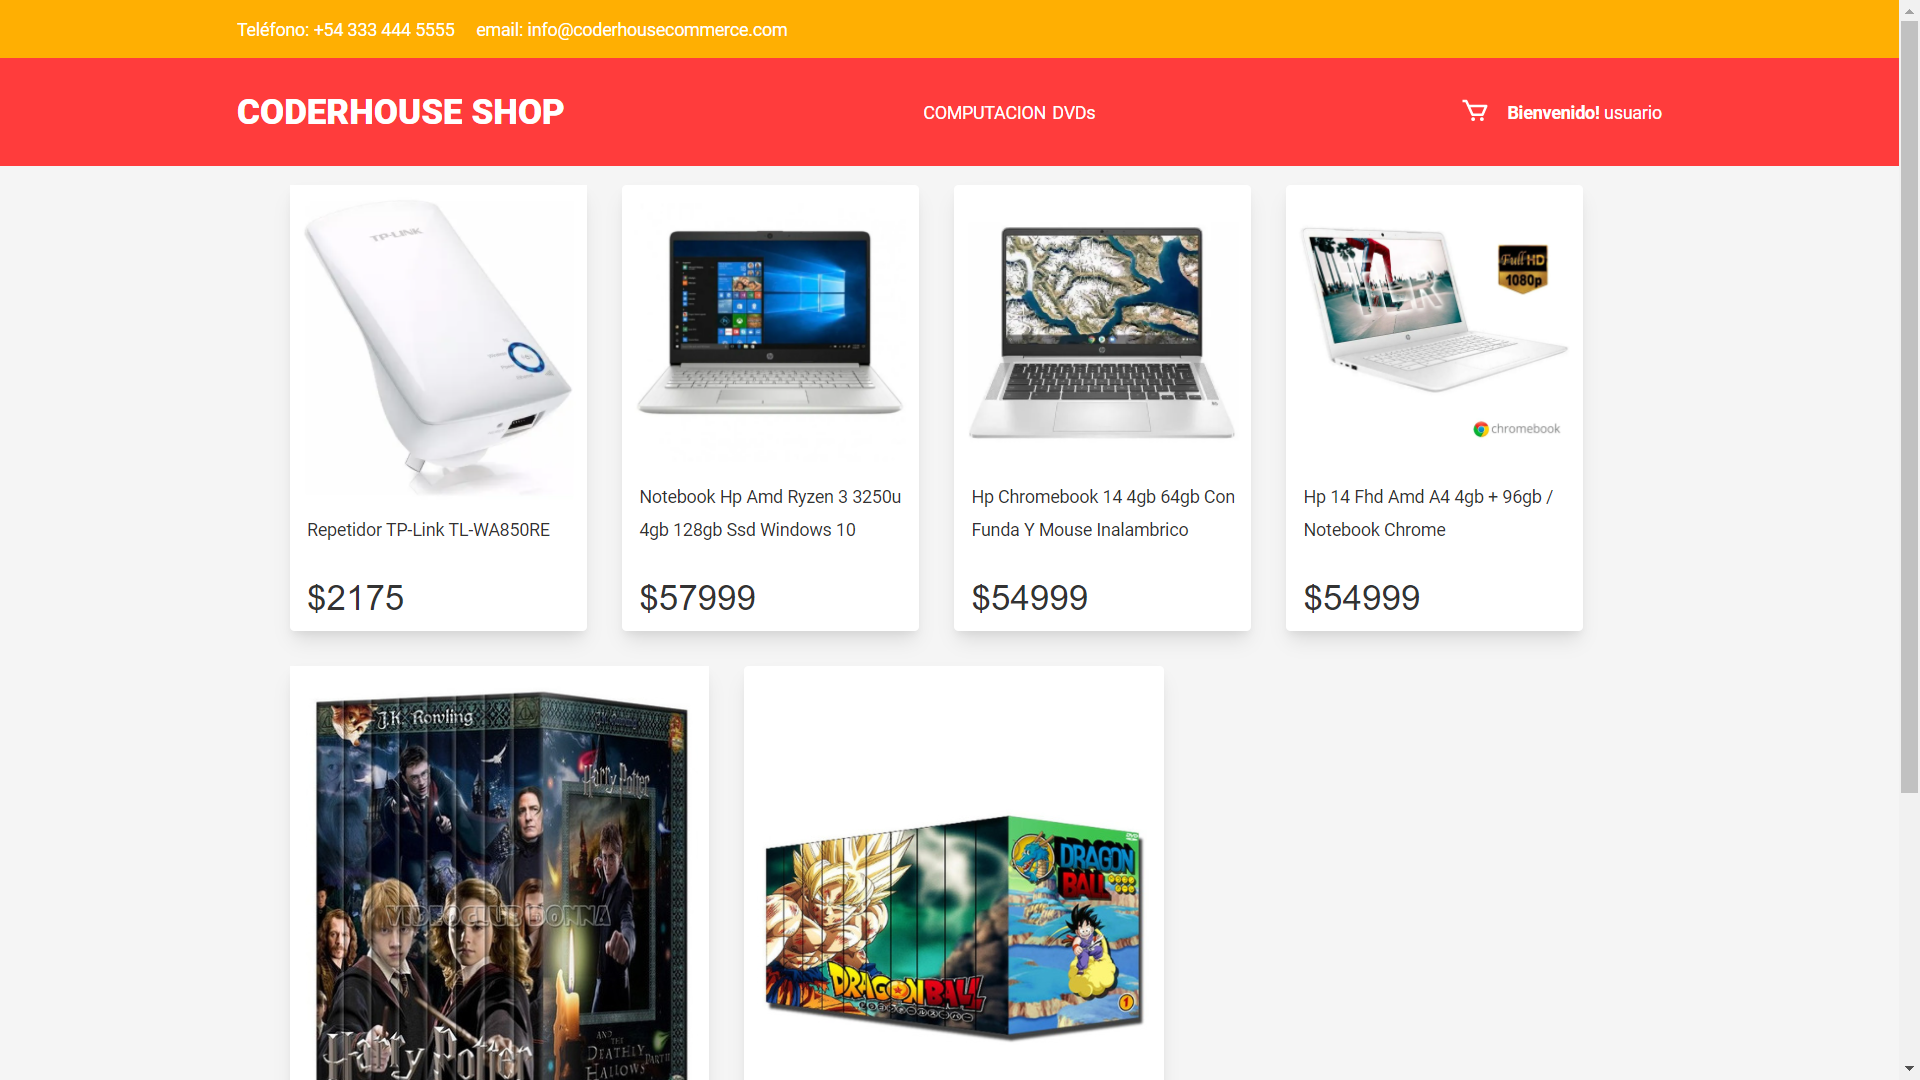 Teléfono: +54 333 444 5555 email: info@coderhousecommerce.com
CODERHOUSE SHOP
COMPUTACION DVDs
Bienvenido! usuario
TP-LINK
Full HD
1080p
chromebook
Repetidor TP-Link TL-WA850RE
$2175
Notebook Hp Amd Ryzen 3 3250u
4gb 128gb Ssd Windows 10
$57999
Hp Chromebook 14 4gb 64gb Con
Funda Y Mouse Inalambrico
$54999
Hp 14 Fhd Amd A4 4gb + 96gb /
Notebook Chrome
$54999
J.K. Rowling
Harry Potter
VIDEOCLUB DONNA
Harry Potter
AND THE
DEATHLY
HALLOWS
PART II
DRAGON BALL
DVD
DRAGON
BALL
1